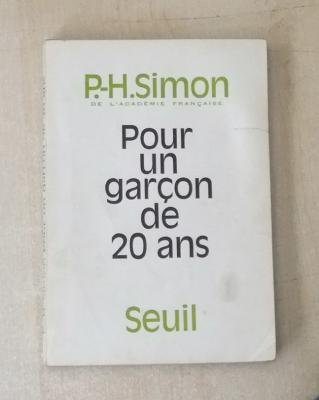 P.-H.Simon
DE L'ACADÉMIE FRANÇAISE
Pour
un
garçon
de
20 ans
Seuil